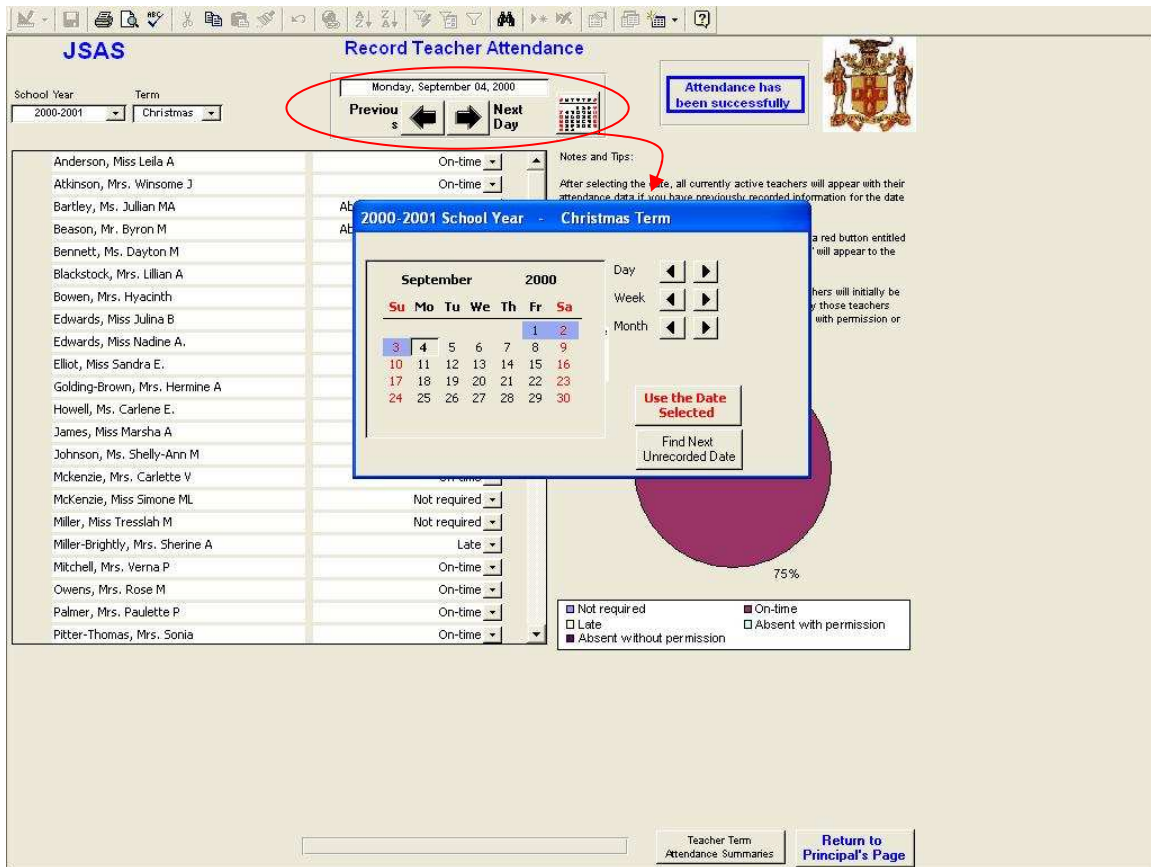 JSAS
Record Teacher Attendance
School Year
Term
2000-2001
Christmas
Monday, September 04, 2000
Previou
s
Next
Day
Attendance has
been successfully
Anderson, Miss Leila A On-time
Atkinson, Mrs. Winsome J On-time
Bartley, Ms. Jullian MA Ab
Beason, Mr. Byron M Ab
Bennett, Ms. Dayton M
Blackstock, Mrs. Lillian A
Bowen, Mrs. Hyacinth
Edwards, Miss Julina B
Edwards, Miss Nadine A.
Elliot, Miss Sandra E.
Golding-Brown, Mrs. Hermine A
Howell, Ms. Carlene E.
James, Miss Marsha A
Johnson, Ms. Shelly-Ann M
Mckenzie, Mrs. Carlette V On-time
McKenzie, Miss Simone ML Not required
Miller, Miss Tresslah M Not required
Miller-Brightly, Mrs. Sherine A Late
Mitchell, Mrs. Verna P On-time
Owens, Mrs. Rose M On-time
Palmer, Mrs. Paulette P On-time
Pitter-Thomas, Mrs. Sonia On-time
Notes and Tips:
After selecting the date, all currently active teachers will appear with their
attendance data if you have previously recorded information for the date
a red button entitled
will appear to the
hers will initially be
y those teachers
with permission or
2000-2001 School Year - Christmas Term
September 2000
Su Mo Tu We Th Fr Sa
1 2
3 4 5 6 7 8 9
10 11 12 13 14 15 16
17 18 19 20 21 22 23
24 25 26 27 28 29 30
Day
Week
Month
Use the Date
Selected
Find Next
Unrecorded Date
75%
Not required
On-time
Late
Absent with permission
Absent without permission
Teacher Term
Attendance Summaries
Return to
Principal's Page